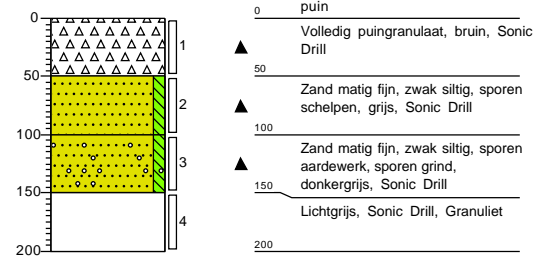 0
50
100
150
200
1
2
3
4
0
puin
Volledig puingranulaat, bruin, Sonic
Drill
50
Zand matig fijn, zwak siltig, sporen
schelpen, grijs, Sonic Drill
100
Zand matig fijn, zwak siltig, sporen
aardewerk, sporen grind,
donkergrijs, Sonic Drill
150
Lichtgrijs, Sonic Drill, Granuliet
200